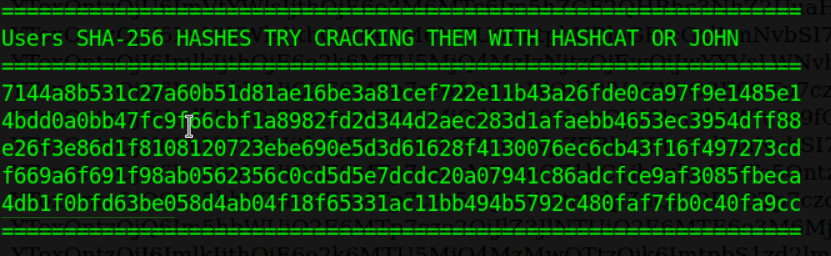 ================================================================
Users SHA-256 HASHES TRY CRACKING THEM WITH HASHCAT OR JOHN
================================================================
7144a8b531c27a60b51d81ae16be3a81cef722e11b43a26fde0ca97f9e1485e1
4bdd0a0bb47fc9f66cbf1a8982fd2d344d2aec283d1afaebb4653ec3954dff88
e26f3e86d1f8108120723ebe690e5d3d61628f4130076ec6cb43f16f497273cd
f669a6f691f98ab0562356c0cd5d5e7dcdc20a07941c86adcfce9af3085fbeca
4db1f0bfd63be058d4ab04f18f65331ac11bb494b5792c480faf7fb0c40fa9cc
================================================================